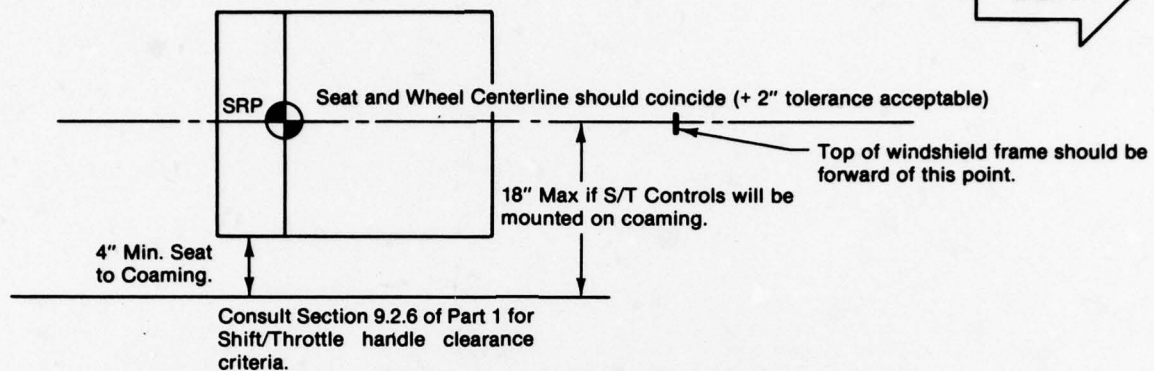 SRP
Seat and Wheel Centerline should coincide (+ 2" tolerance acceptable)
Top of windshield frame should be
forward of this point.
18" Max if S/T Controls will be
mounted on coaming.
4" Min. Seat
to Coaming.
Consult Section 9.2.6 of Part 1 for
Shift/Throttle handle clearance
criteria.